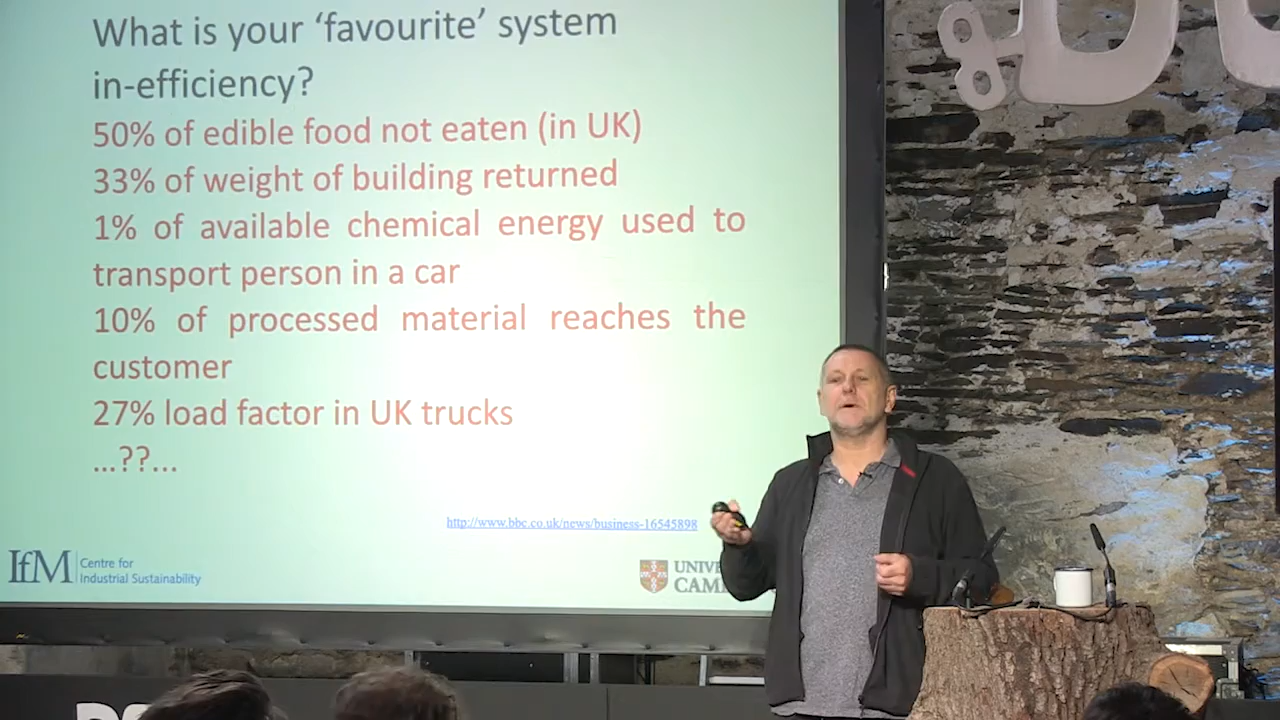 What is your ‘favourite’ system
in-efficiency?
50% of edible food not eaten (in UK)
33% of weight of building returned
1% of available chemical energy used to
transport person in a car
10% of processed material reaches the
customer
27% load factor in UK trucks
...??...
http://www.bbc.co.uk/news/business-16545898
IfM
Centre for
Industrial Sustainability